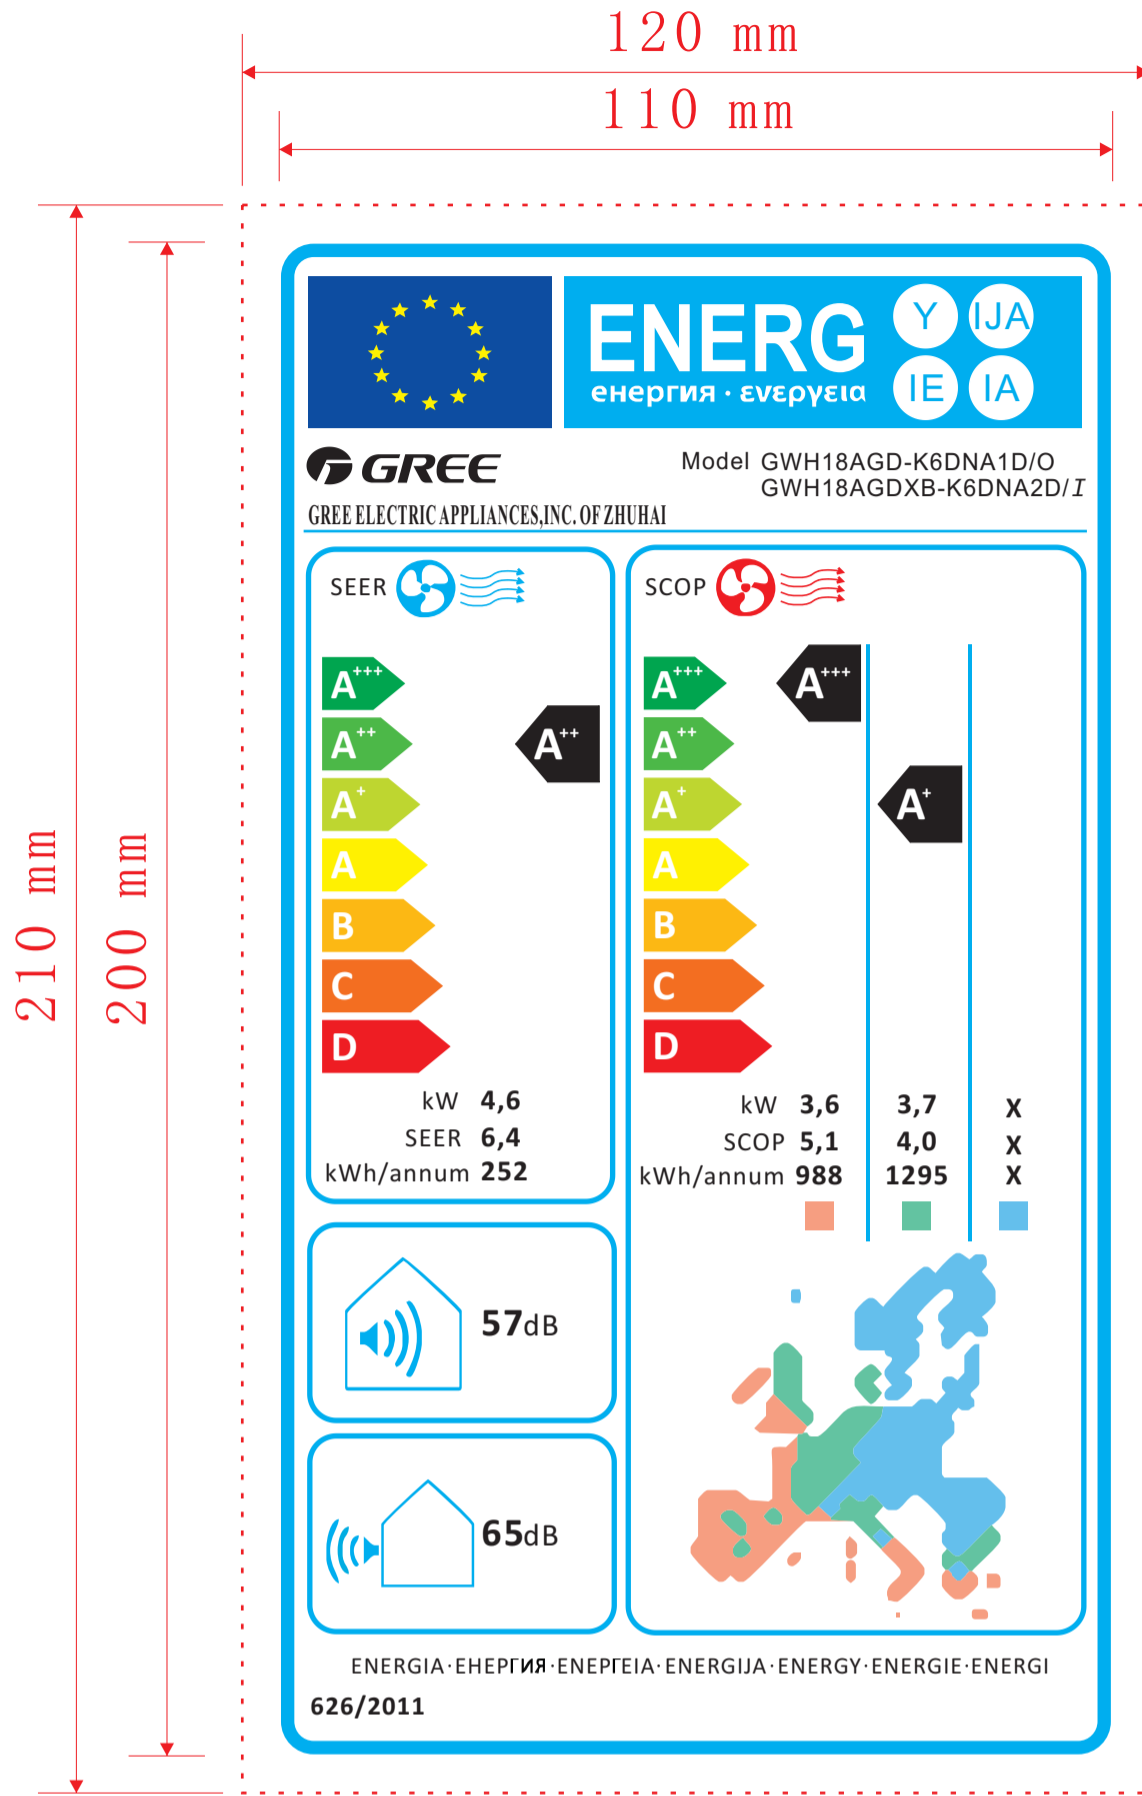 120 mm
110 mm
210 mm
200 mm
ENERG
енергия · ενεργεια
Y
IJA
IE
IA
GREE
Model GWH18AGD-K6DNA1D/O
GWH18AGDXB-K6DNA2D/I
GREE ELECTRIC APPLIANCES,INC. OF ZHUHAI
SEER
A+++
A++
A+
A
B
C
D
A++
kW 4,6
SEER 6,4
kWh/annum 252
SCOP
A+++
A++
A+
A
B
C
D
A+++
A+
kW 3,6 3,7 X
SCOP 5,1 4,0 X
kWh/annum 988 1295 X
57dB
65dB
ENERGIA·ЕНЕРГИЯ·ΕΝΕΡΓΕΙΑ·ENERGIJA·ENERGY·ENERGIE·ENERGI
626/2011